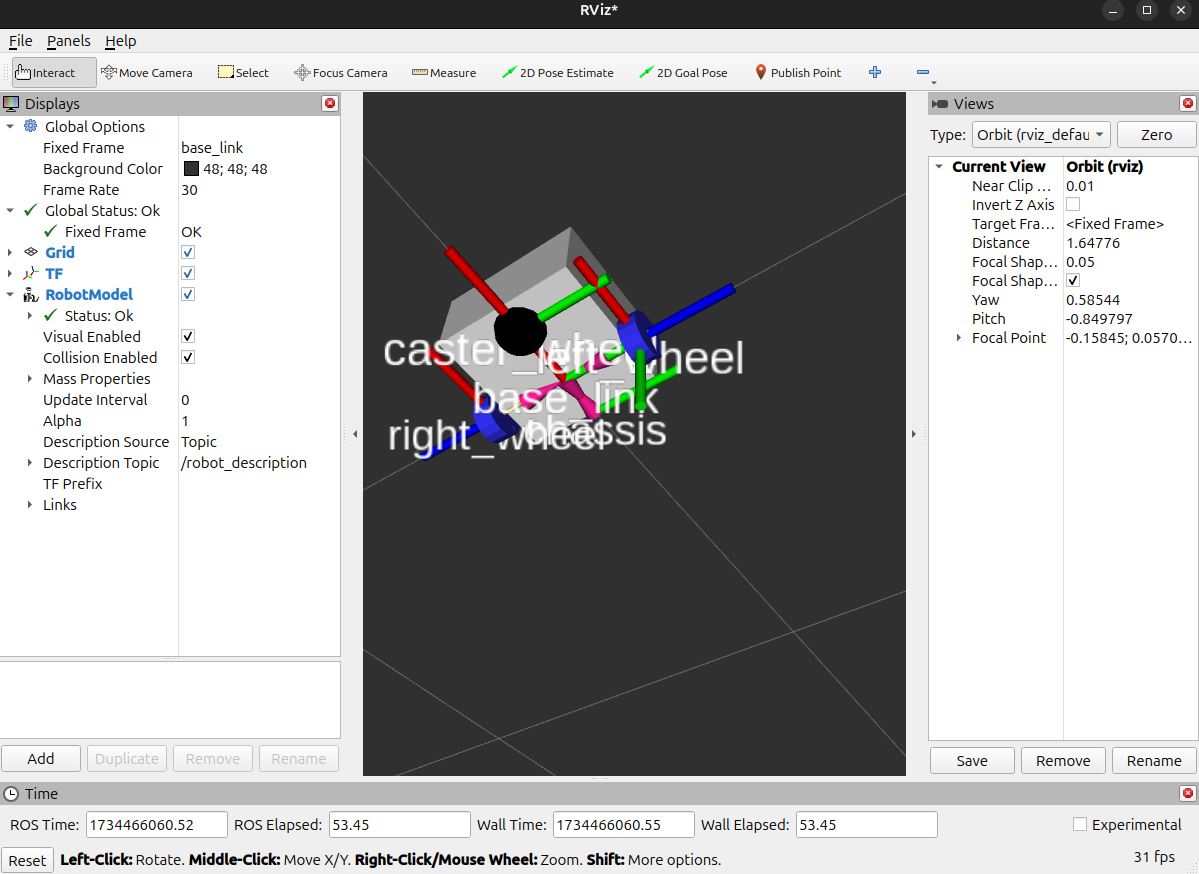 RViz*
File Panels Help
Interact Move Camera Select Focus Camera Measure 2D Pose Estimate 2D Goal Pose Publish Point
Displays
Global Options
Fixed Frame base_link
Background Color 48; 48; 48
Frame Rate 30
Global Status: Ok
Fixed Frame OK
Grid
TF
RobotModel
Status: Ok
Visual Enabled
Collision Enabled
Mass Properties
Update Interval 0
Alpha 1
Description Source Topic
Description Topic /robot_description
TF Prefix
Links
Add Duplicate Remove Rename
caster_wheel
left_wheel
base_link
chassis
right_wheel
Views
Type: Orbit (rviz_defau Zero
Current View Orbit (rviz)
Near Clip ... 0.01
Invert Z Axis
Target Fra... <Fixed Frame>
Distance 1.64776
Focal Shap... 0.05
Focal Shap...
Yaw 0.58544
Pitch -0.849797
Focal Point -0.15845; 0.0570...
Save Remove Rename
Time
ROS Time: 1734466060.52 ROS Elapsed: 53.45 Wall Time: 1734466060.55 Wall Elapsed: 53.45 Experimental
Reset Left-Click: Rotate. Middle-Click: Move X/Y. Right-Click/Mouse Wheel: Zoom. Shift: More options. 31 fps